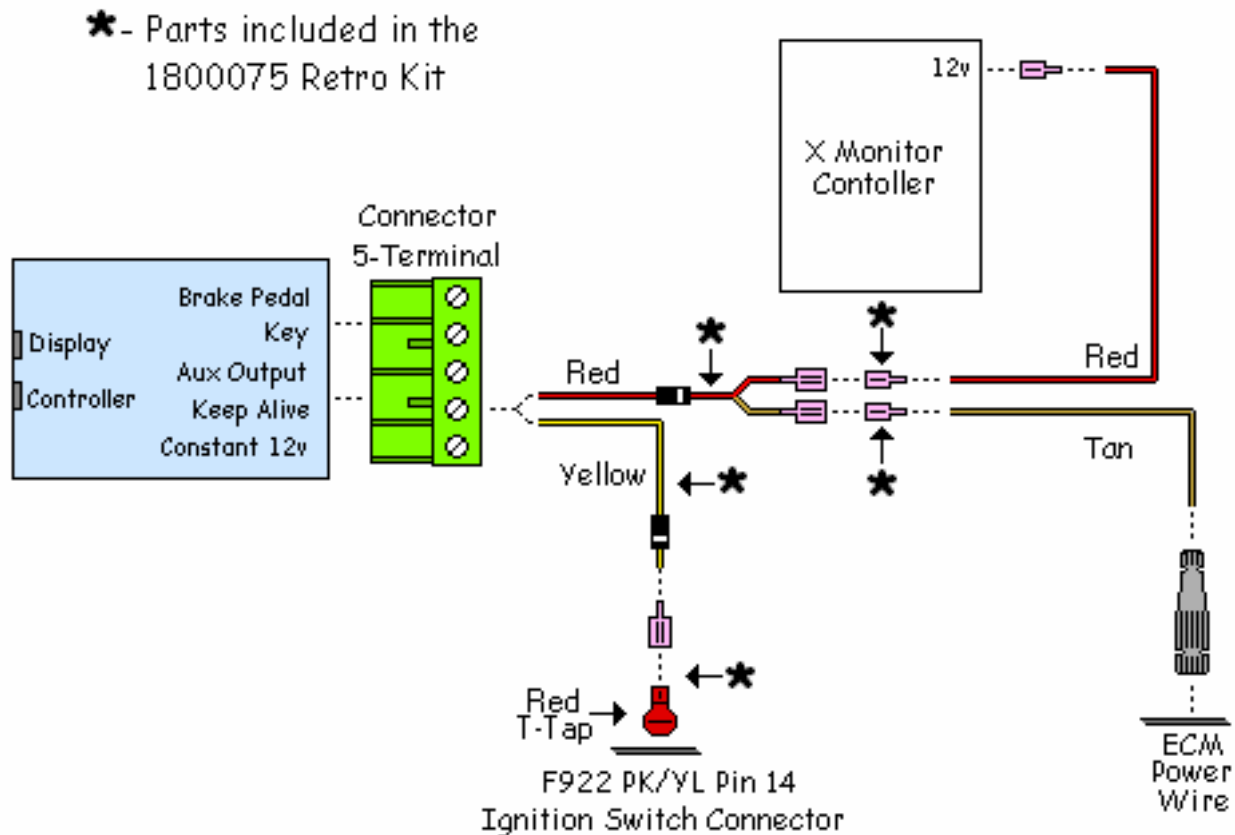 ✱- Parts included in the
1800075 Retro Kit
12v
X Monitor
Contoller
Connector
5-Terminal
Brake Pedal
Key
Aux Output
Keep Alive
Constant 12v
Display
Controller
Red
Red
Yellow
Tan
Red
T-Tap
F922 PK/YL Pin 14
Ignition Switch Connector
ECM
Power
Wire